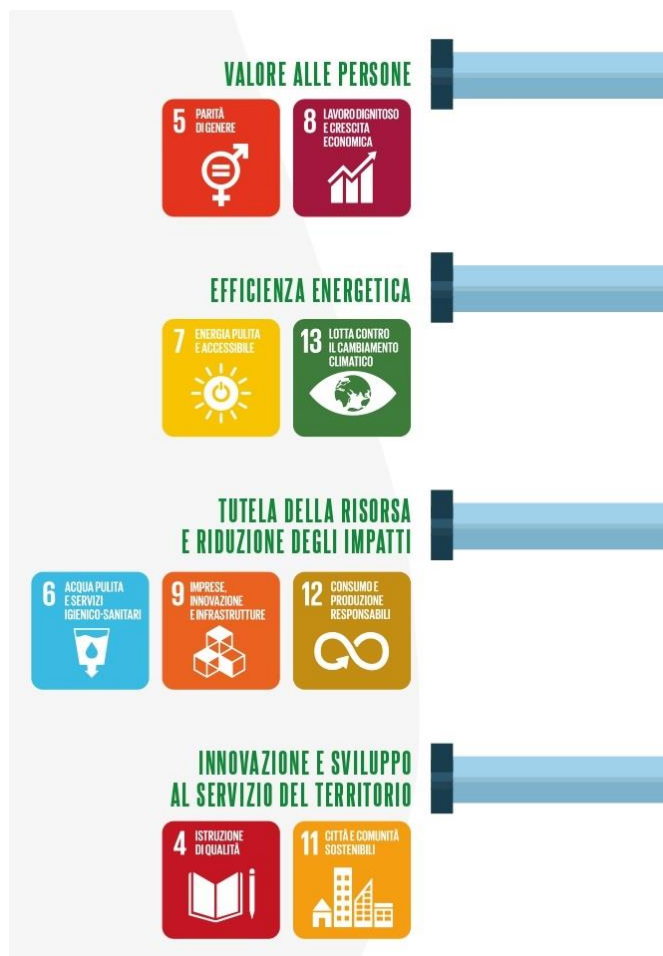 VALORE ALLE PERSONE
5 PARITÀ
DI GENERE
8 LAVORO DIGNITOSO
E CRESCITA
ECONOMICA
EFFICIENZA ENERGETICA
7 ENERGIA PULITA
E ACCESSIBILE
13 LOTTA CONTRO
IL CAMBIAMENTO
CLIMATICO
TUTELA DELLA RISORSA
E RIDUZIONE DEGLI IMPATTI
6 ACQUA PULITA
E SERVIZI
IGIENICO-SANITARI
9 IMPRESE,
INNOVAZIONE
E INFRASTRUTTURE
12 CONSUMO E
PRODUZIONE
RESPONSABILI
INNOVAZIONE E SVILUPPO
AL SERVIZIO DEL TERRITORIO
4 ISTRUZIONE
DI QUALITÀ
11 CITTÀ E COMUNITÀ
SOSTENIBILI